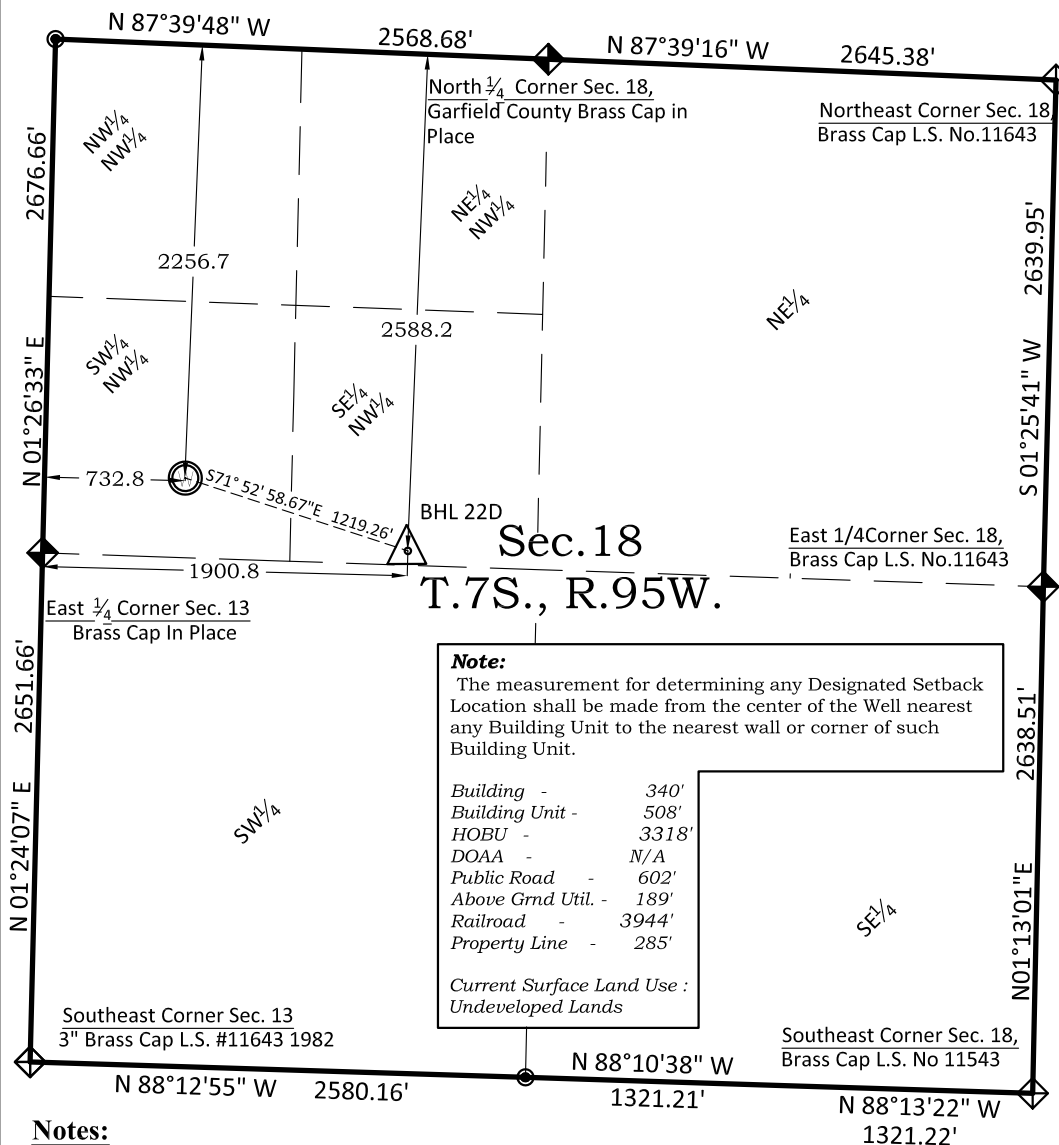 N 87°39'48" W
2568.68'
N 87°39'16" W
2645.38'
North 1/4 Corner Sec. 18,
Garfield County Brass Cap in
Place
Northeast Corner Sec. 18,
Brass Cap L.S. No.11643
2676.66'
NW1/4
NW1/4
NE1/4
NW1/4
2639.95'
2256.7
NE1/4
2588.2
SW1/4
NW1/4
SE1/4
NW1/4
N 01°26'33" E
S 01°25'41" W
732.8
S71° 52' 58.67"E 1219.26'
BHL 22D
Sec.18
T.7S., R.95W.
East 1/4Corner Sec. 18,
Brass Cap L.S. No.11643
1900.8
East 1/4 Corner Sec. 13
Brass Cap In Place
2651.66'
Note:
The measurement for determining any Designated Setback
Location shall be made from the center of the Well nearest
any Building Unit to the nearest wall or corner of such
Building Unit.
Building - 340'
Building Unit - 508'
HOBU - 3318'
DOAA - N/A
Public Road - 602'
Above Grnd Util. - 189'
Railroad - 3944'
Property Line - 285'
Current Surface Land Use :
Undeveloped Lands
2638.51'
SW1/4
N 01°24'07" E
SE1/4
N01°13'01"E
Southeast Corner Sec. 13
3" Brass Cap L.S. #11643 1982
Southeast Corner Sec. 18,
Brass Cap L.S. No 11543
N 88°12'55" W
2580.16'
N 88°10'38" W
1321.21'
N 88°13'22" W
1321.22'
Notes: